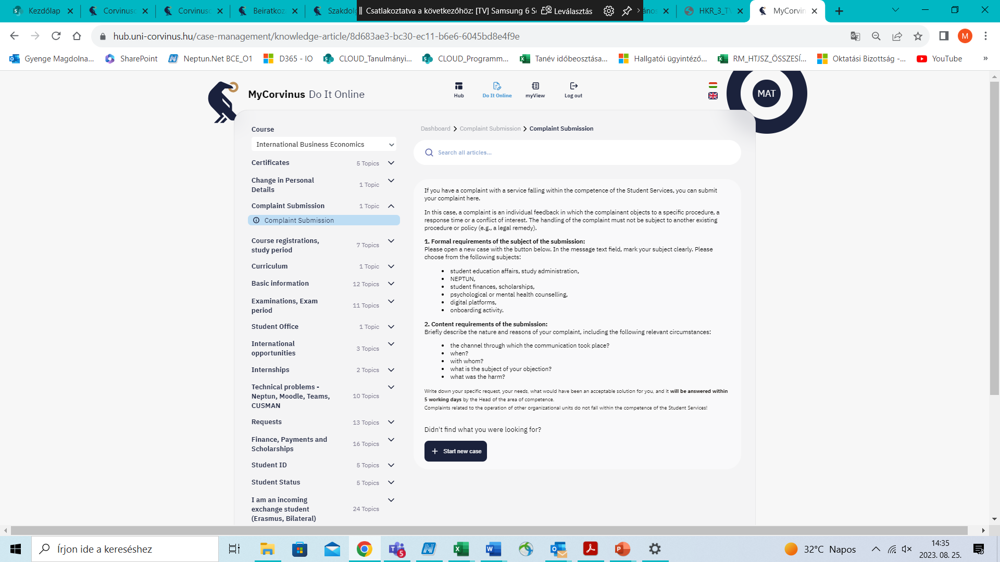 Kezdőlap
Corvinus
Corvinus
Beiratkoz
Szakdolg
Csatlakoztatva a következőhöz: [TV] Samsung 6 Se
Leválasztás
ános
HKR_3_T
MyCorvin
hub.uni-corvinus.hu/case-management/knowledge-article/8d683ae3-bc30-ec11-b6e6-6045bd8e4f9e
M
Gyenge Magdolna...
SharePoint
Neptun.Net BCE_O1
D365 - IO
CLOUD_Tanulmányi...
CLOUD_Programm...
Tanév időbeosztása...
Hallgatói ügyintéző...
RM_HTJSZ_ÖSSZESÍ...
Oktatási Bizottság -...
YouTube
»
MyCorvinus Do It Online
Hub
Do It Online
myView
Log out
MAT
Course
International Business Economics
Certificates 5 Topics
Change in Personal
Details
1 Topic
Complaint Submission 1 Topic
Complaint Submission
Course registrations,
study period
7 Topics
Curriculum 1 Topic
Basic information 12 Topics
Examinations, Exam
period
11 Topics
Student Office 1 Topic
International
opportunities
3 Topics
Internships 2 Topics
Technical problems -
Neptun, Moodle, Teams,
CUSMAN
10 Topics
Requests 13 Topics
Finance, Payments and
Scholarships
16 Topics
Student ID 5 Topics
Student Status 5 Topics
I am an incoming
exchange student
(Erasmus, Bilateral)
24 Topics
Dashboard > Complaint Submission > Complaint Submission
Search all articles...
If you have a complaint with a service falling within the competence of the Student Services, you can submit
your complaint here.
In this case, a complaint is an individual feedback in which the complainant objects to a specific procedure, a
response time or a conflict of interest. The handling of the complaint must not be subject to another existing
procedure or policy (e.g., a legal remedy).
1. Formal requirements of the subject of the submission:
Please open a new case with the button below. In the message text field, mark your subject clearly. Please
choose from the following subjects:
• student education affairs, study administration,
• NEPTUN,
• student finances, scholarships,
• psychological or mental health counselling,
• digital platforms,
• onboarding activity.
2. Content requirements of the submission:
Briefly describe the nature and reasons of your complaint, including the following relevant circumstances:
• the channel through which the communication took place?
• when?
• with whom?
• what is the subject of your objection?
• what was the harm?
Write down your specific request, your needs, what would have been an acceptable solution for you, and it will be answered within
5 working days by the Head of the area of competence.
Complaints related to the operation of other organizational units do not fall within the competence of the Student Services!
Didn't find what you were looking for?
+ Start new case
Írjon ide a kereséshez
5
32°C Napos
14:35
2023. 08. 25.